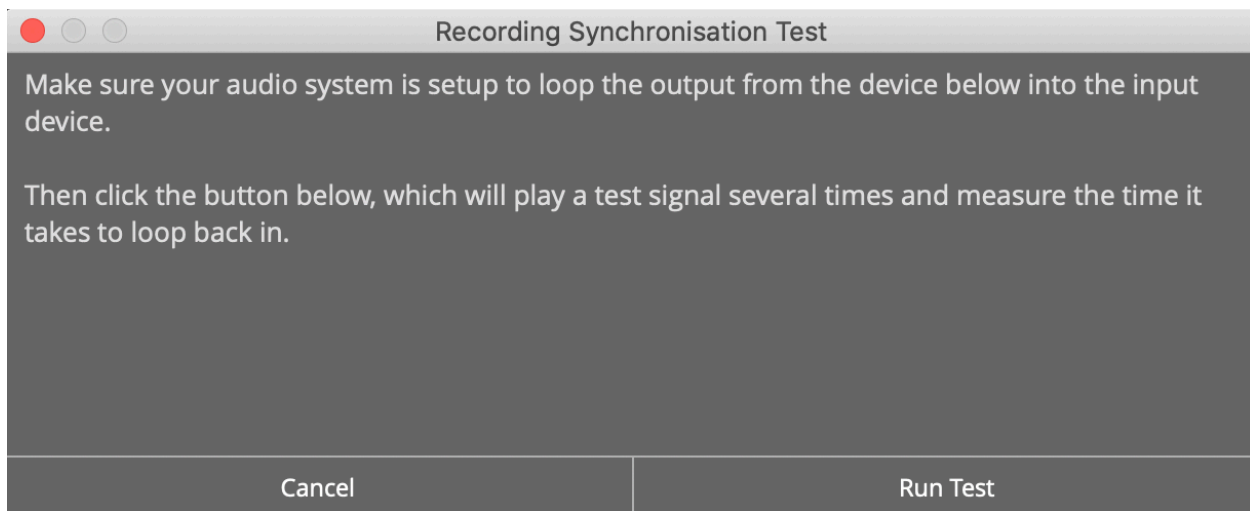 Recording Synchronisation Test
Make sure your audio system is setup to loop the output from the device below into the input
device.
Then click the button below, which will play a test signal several times and measure the time it
takes to loop back in.
Cancel
Run Test